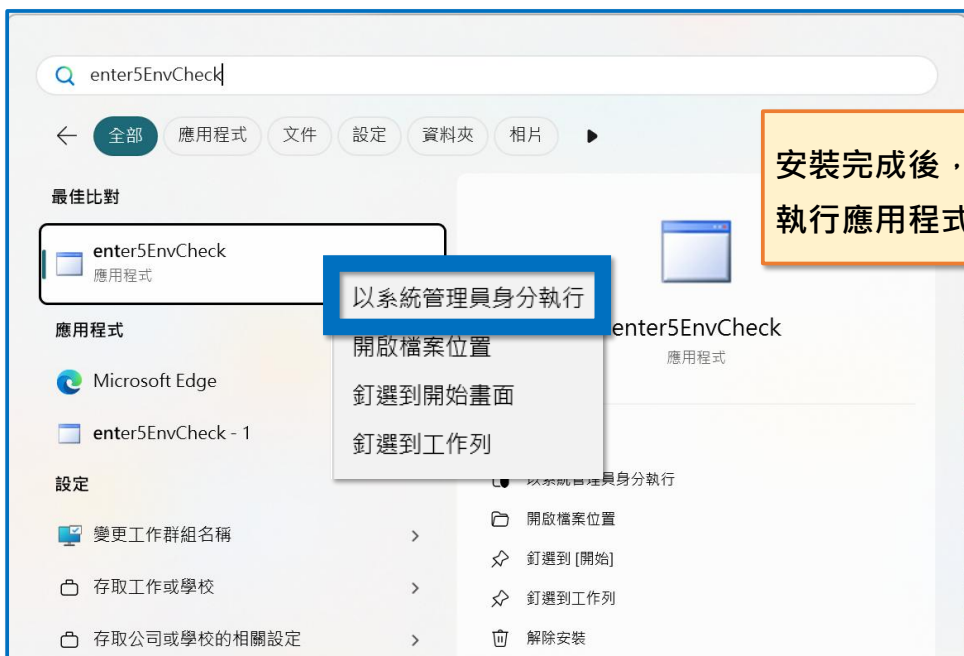 enter5EnvCheck
全部
應用程式
文件
設定
資料夾
相片
安裝完成後，
執行應用程式
最佳比對
enter5EnvCheck
應用程式
以系統管理員身分執行
開啟檔案位置
釘選到開始畫面
釘選到工作列
應用程式
Microsoft Edge
enter5EnvCheck - 1
設定
變更工作群組名稱
存取工作或學校
存取公司或學校的相關設定
enter5EnvCheck
應用程式
以系統管理員身分執行
開啟檔案位置
釘選到 [開始]
釘選到工作列
解除安裝